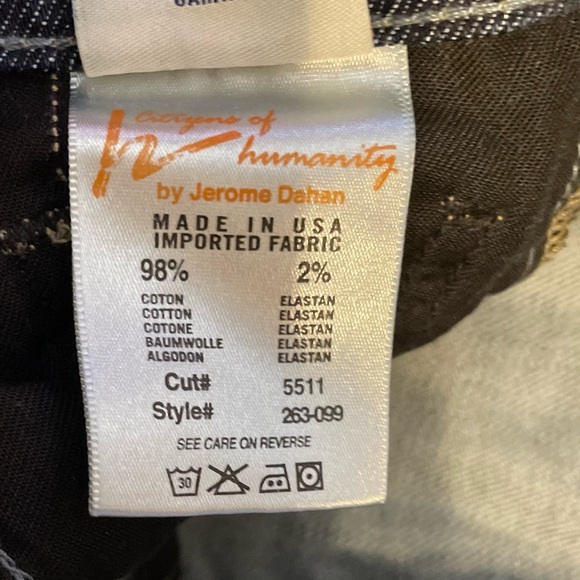 Citizens of
humanity
by Jerome Dahan
MADE IN USA
IMPORTED FABRIC
98% 2%
COTON ELASTAN
COTTON ELASTAN
COTONE ELASTAN
BAUMWOLLE ELASTAN
ALGODON ELASTAN
Cut# 5511
Style# 263-099
SEE CARE ON REVERSE
30